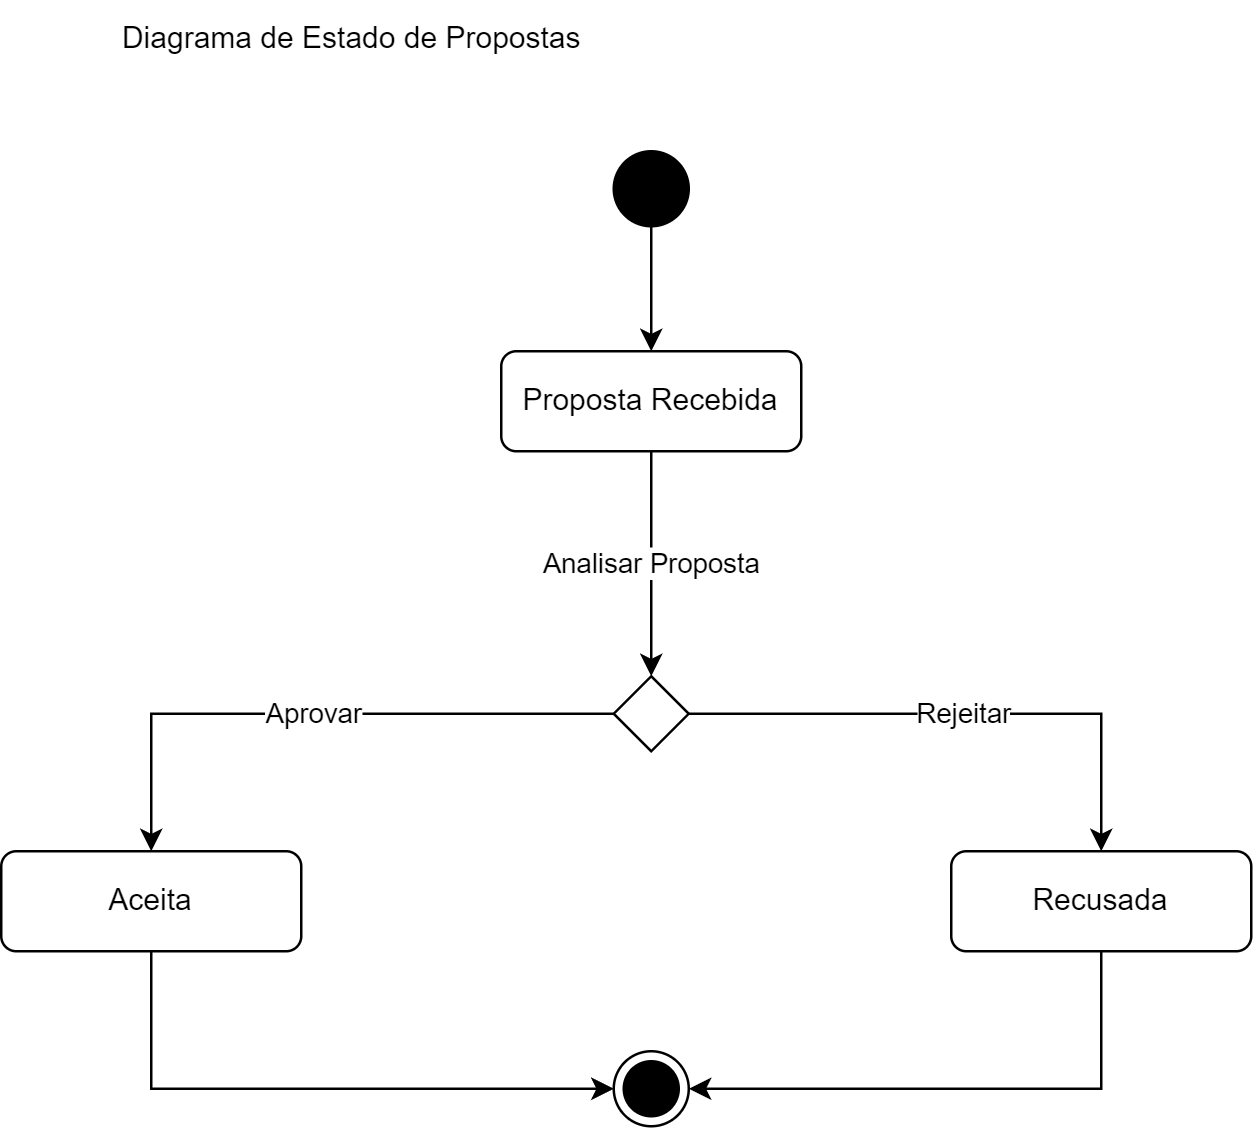 Diagrama de Estado de Propostas
Proposta Recebida
Analisar Proposta
Aprovar
Rejeitar
Aceita
Recusada